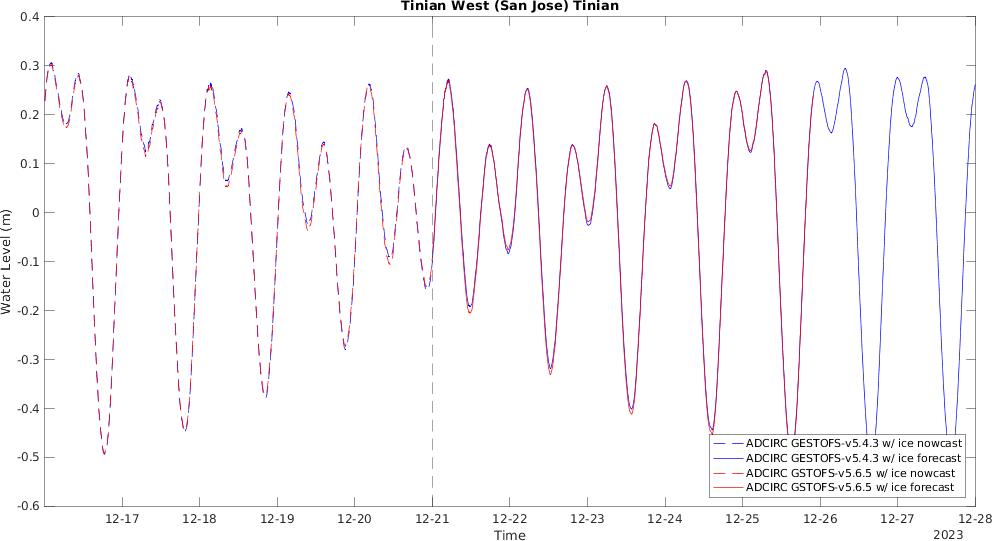 Tinian West (San Jose) Tinian
0.4
0.3
0.2
0.1
0
-0.1
-0.2
-0.3
-0.4
-0.5
-0.6
Water Level (m)
ADCIRC GESTOFS-v5.4.3 w/ ice nowcast
ADCIRC GESTOFS-v5.4.3 w/ ice forecast
ADCIRC GSTOFS-v5.6.5 w/ ice nowcast
ADCIRC GSTOFS-v5.6.5 w/ ice forecast
12-17 12-18 12-19 12-20 12-21 12-22 12-23 12-24 12-25 12-26 12-27 12-28
Time
2023